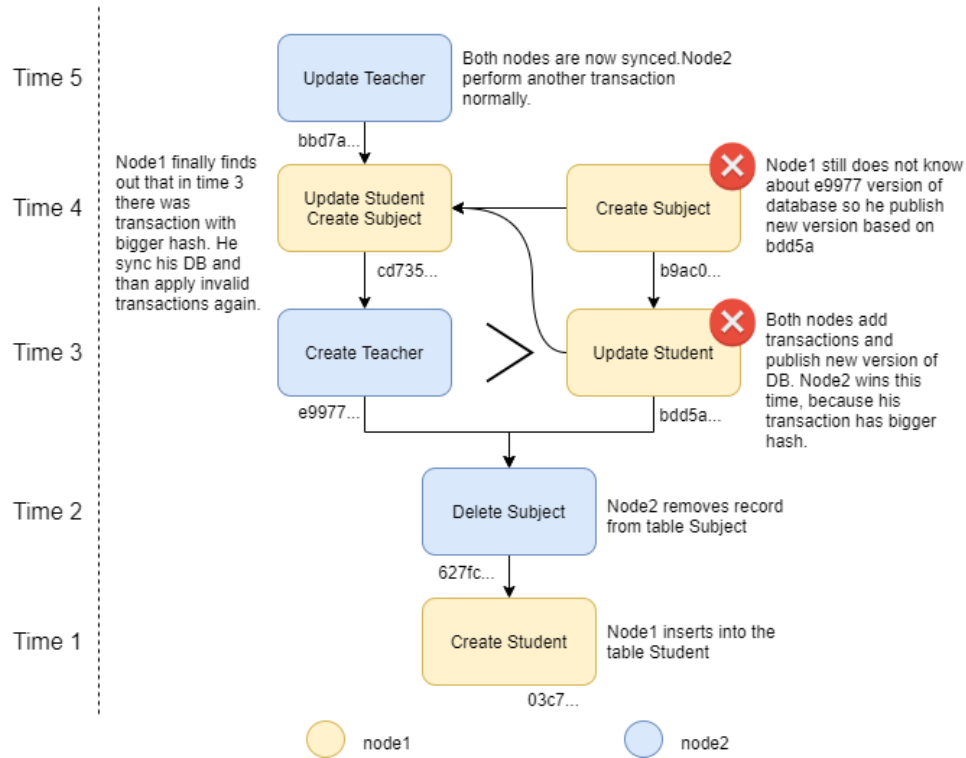 Time 5
Update Teacher
Both nodes are now synced.Node2
perform another transaction
normally.
bbd7a...
Node1 finally finds
out that in time 3
there was
transaction with
bigger hash. He
sync his DB and
than apply invalid
transactions again.
Time 4
Update Student
Create Subject
Create Subject
Node1 still does not know
about e9977 version of
database so he publish
new version based on
bdd5a
cd735...
b9ac0...
Time 3
Create Teacher
>
Update Student
Both nodes add
transactions and
publish new version of
DB. Node2 wins this
time, because his
transaction has bigger
hash.
e9977...
bdd5a...
Time 2
Delete Subject
Node2 removes record
from table Subject
627fc...
Time 1
Create Student
Node1 inserts into the
table Student
03c7...
node1
node2